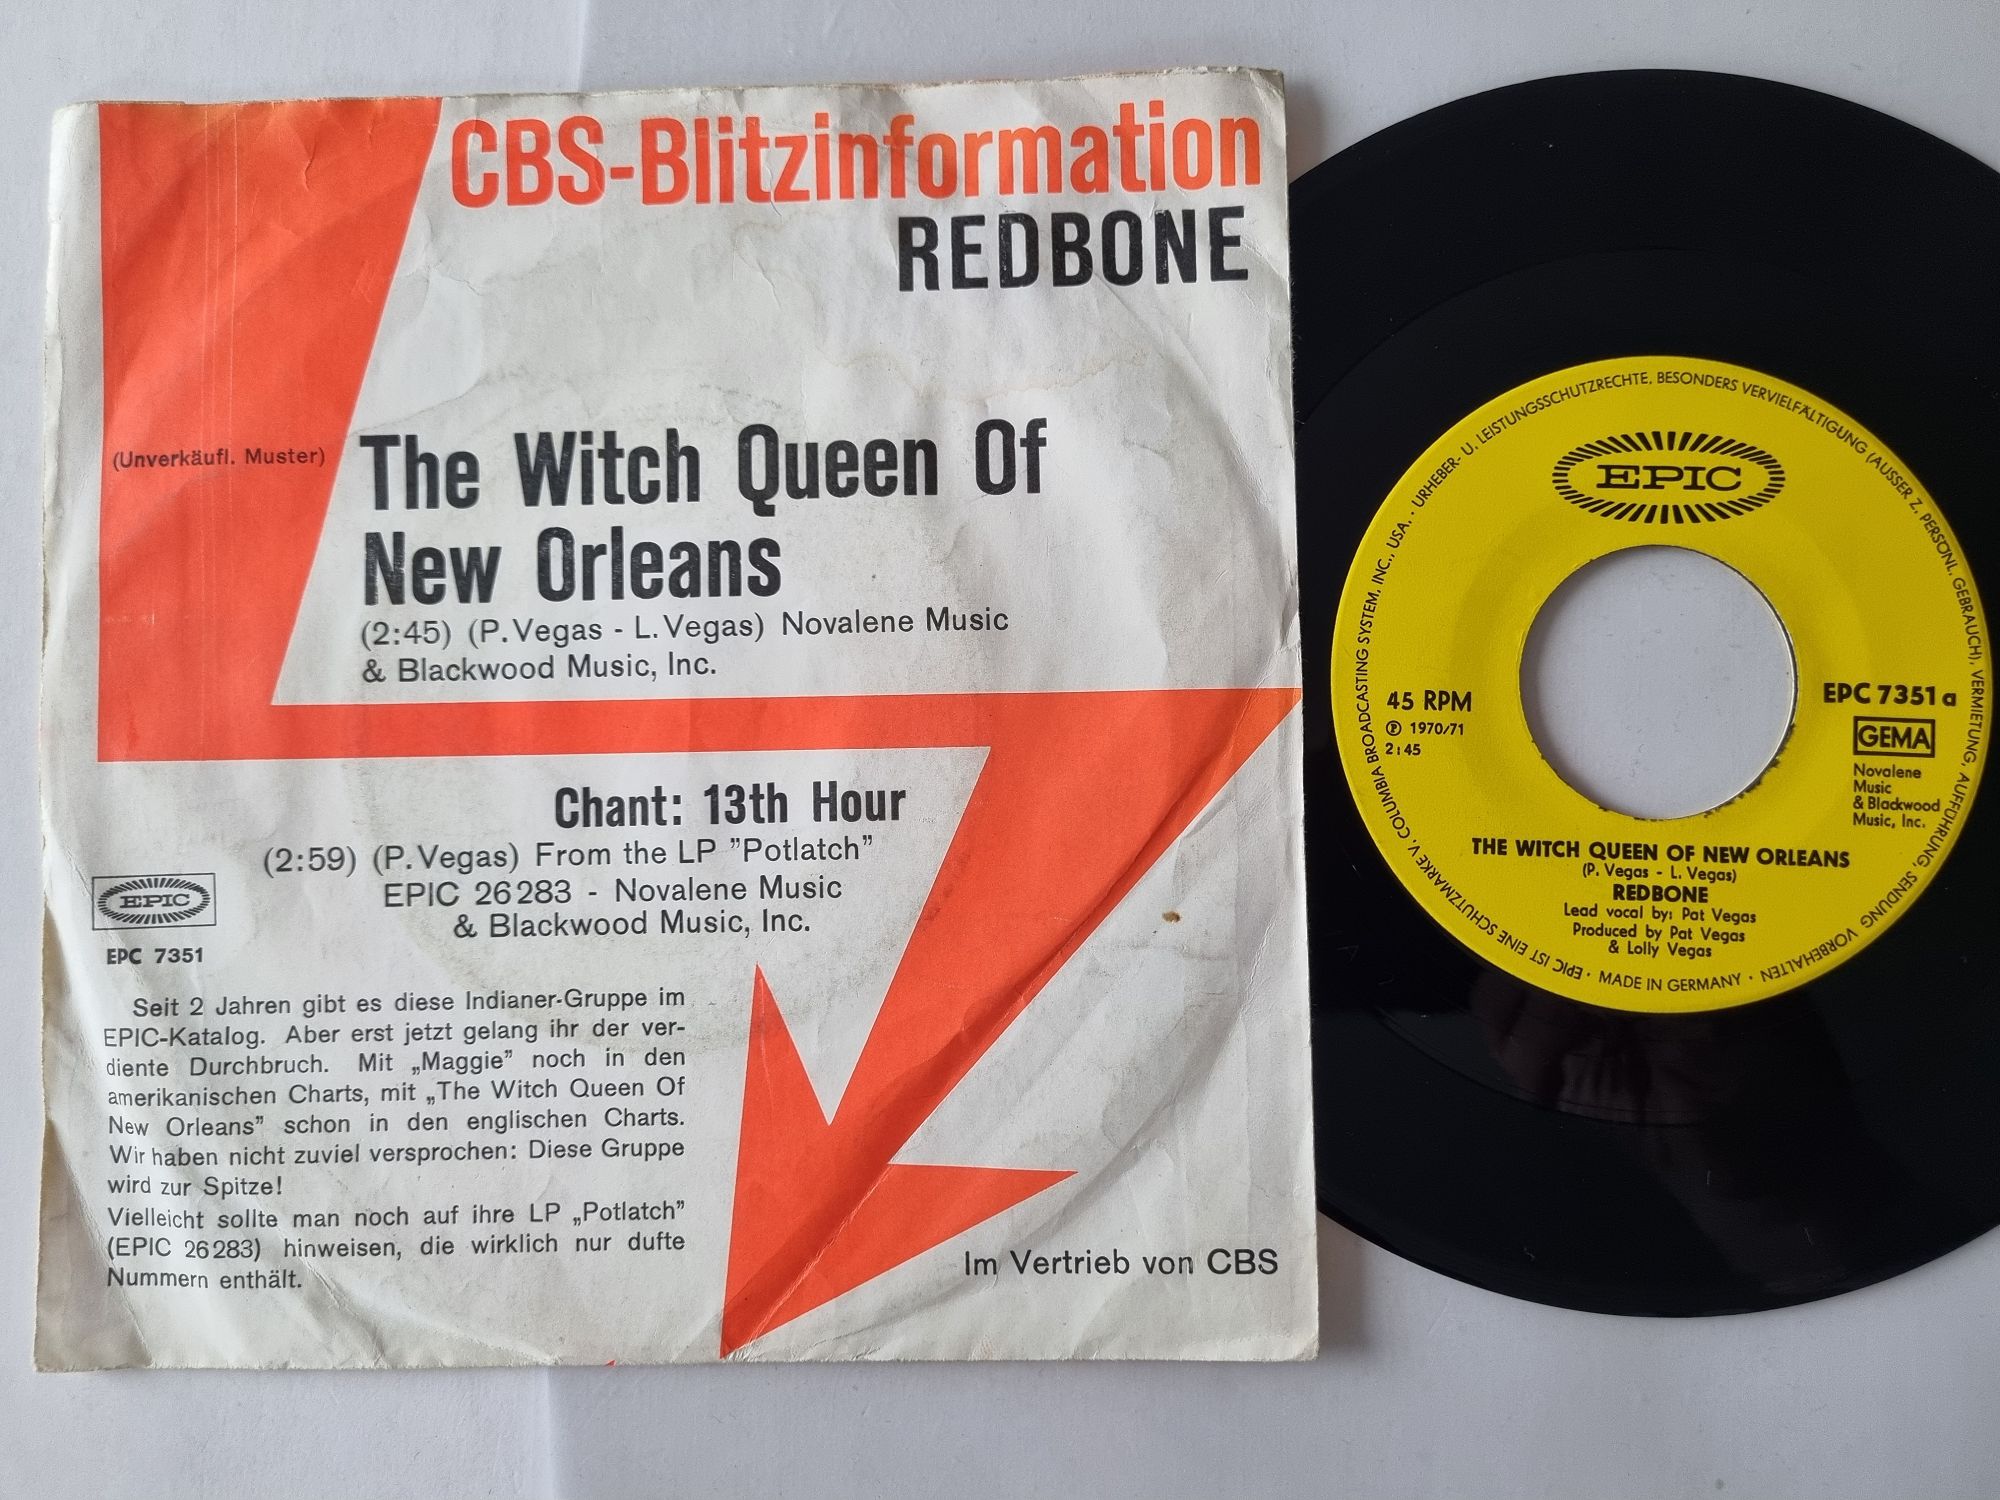 CBS-Blitzinformation
REDBONE
(Unverkäufl. Muster)
The Witch Queen Of
New Orleans
(2:45) (P. Vegas - L. Vegas) Novalene Music
& Blackwood Music, Inc.
Chant: 13th Hour
(2:59) (P. Vegas) From the LP "Potlatch"
EPIC 26 283 - Novalene Music
& Blackwood Music, Inc.
EPIC
EPC 7351
Seit 2 Jahren gibt es diese Indianer-Gruppe im
EPIC-Katalog. Aber erst jetzt gelang ihr der ver-
diente Durchbruch. Mit „Maggie" noch in den
amerikanischen Charts, mit „The Witch Queen Of
New Orleans" schon in den englischen Charts.
Wir haben nicht zuviel versprochen: Diese Gruppe
wird zur Spitze!
Vielleicht sollte man noch auf ihre LP „Potlatch"
(EPIC 26 283) hinweisen, die wirklich nur dufte
Nummern enthält.
Im Vertrieb von CBS
EPIC IST EINE SCHUTZMARKE V. COLUMBIA BROADCASTING SYSTEM, INC., USA. · URHEBER- U. LEISTUNGSSCHUTZRECHTE, BESONDERS VERVIELFÄLTIGUNG (AUSSER Z. PERSÖNL. GEBRAUCH), VERMIETUNG, AUFFÜHRUNG, SENDUNG VORBEHALTEN · MADE IN GERMANY ·
EPIC
45 RPM
Ⓟ 1970/71
2:45
EPC 7351 a
GEMA
Novalene
Music
& Blackwood
Music, Inc.
THE WITCH QUEEN OF NEW ORLEANS
(P. Vegas - L. Vegas)
REDBONE
Lead vocal by: Pat Vegas
Produced by Pat Vegas
& Lolly Vegas